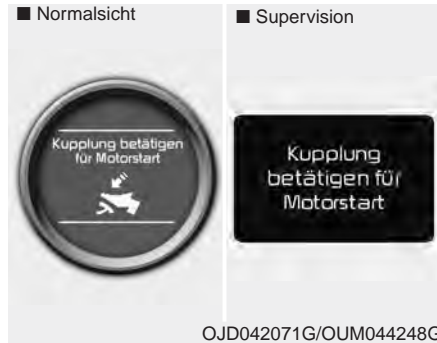 ■ Normalsicht
Kupplung betätigen
für Motorstart
■ Supervision
Kupplung
betätigen für
Motorstart
OJD042071G/OUM044248G